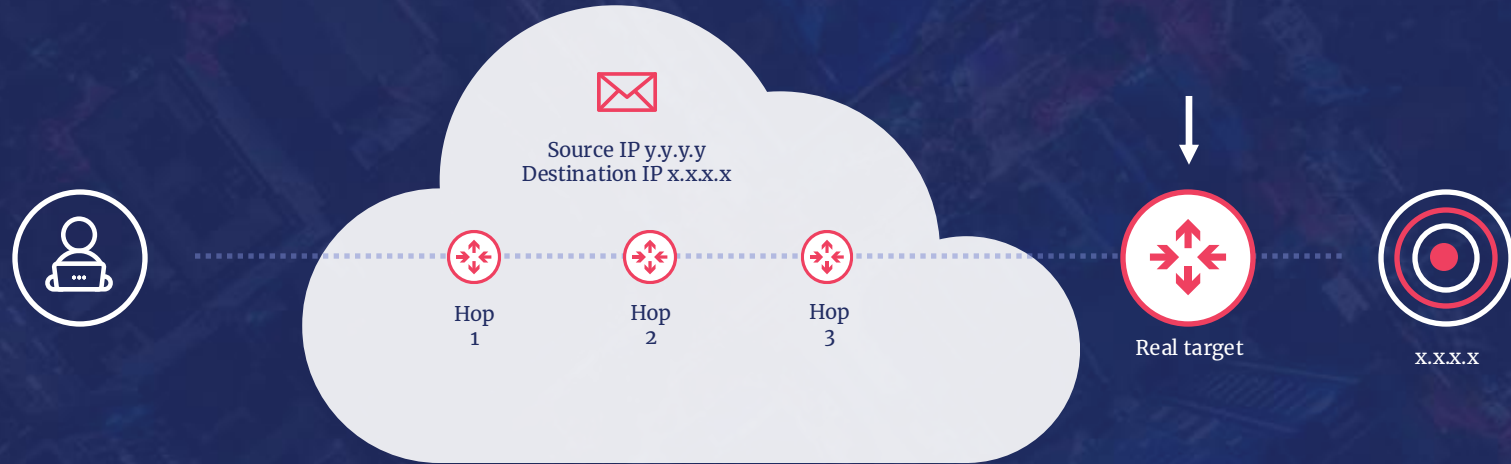 Source IP y.y.y.y
Destination IP x.x.x.x
Hop
1
Hop
2
Hop
3
Real target
x.x.x.x